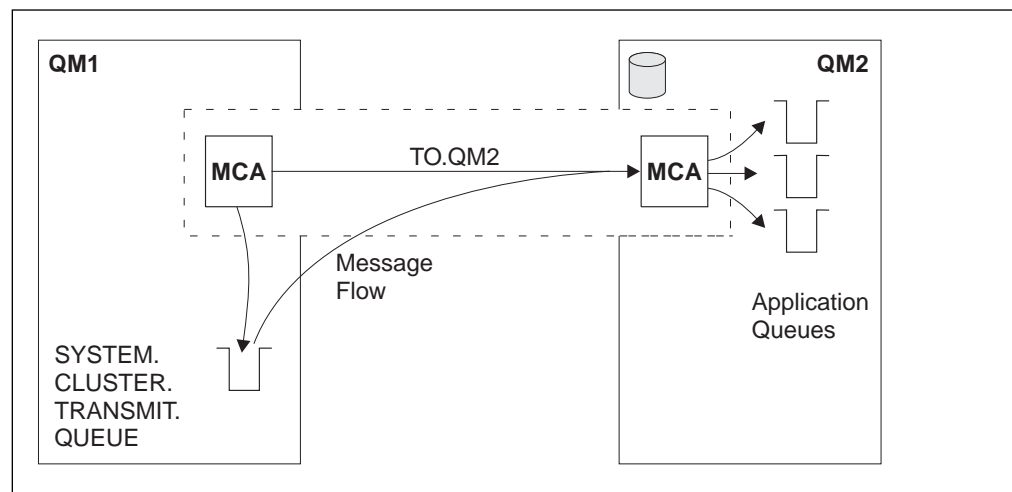 QM1
QM2
MCA
TO.QM2
MCA
Message
Flow
Application
Queues
SYSTEM.
CLUSTER.
TRANSMIT.
QUEUE